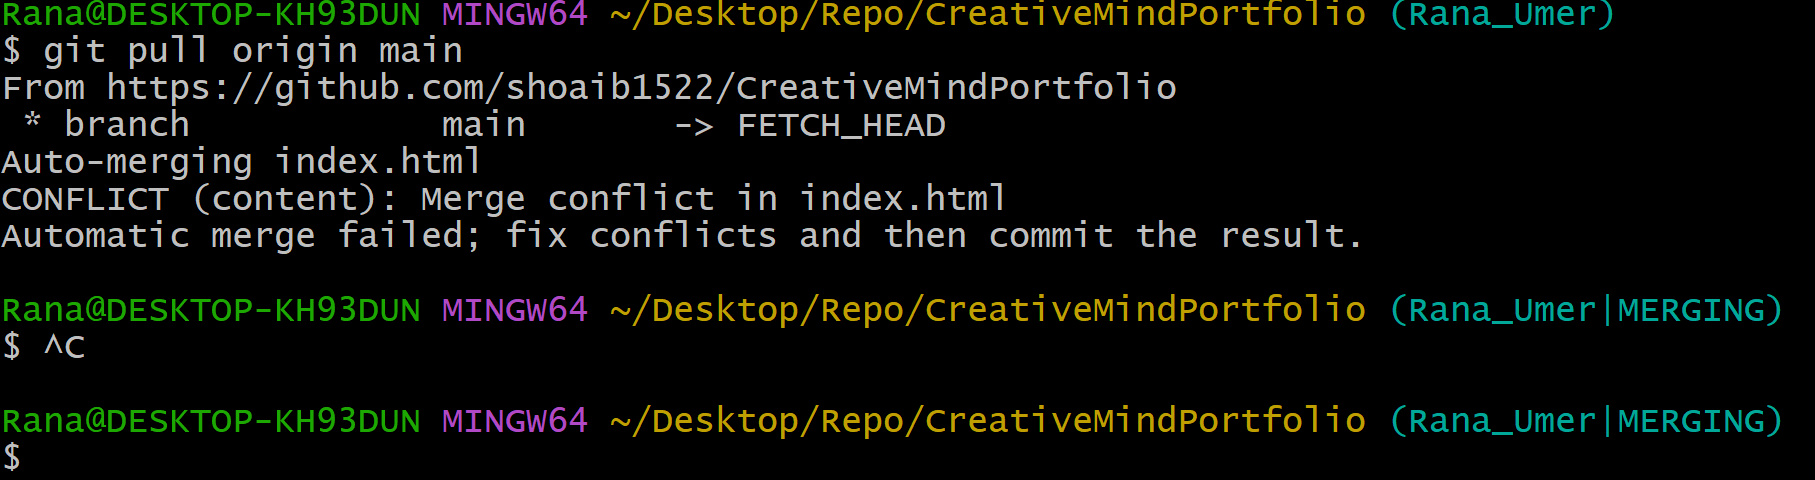 Rana@DESKTOP-KH93DUN MINGW64 ~/Desktop/Repo/CreativeMindPortfolio (Rana_Umer)
$ git pull origin main
From https://github.com/shoaib1522/CreativeMindPortfolio
 * branch            main       -> FETCH_HEAD
Auto-merging index.html
CONFLICT (content): Merge conflict in index.html
Automatic merge failed; fix conflicts and then commit the result.

Rana@DESKTOP-KH93DUN MINGW64 ~/Desktop/Repo/CreativeMindPortfolio (Rana_Umer|MERGING)
$ ^C

Rana@DESKTOP-KH93DUN MINGW64 ~/Desktop/Repo/CreativeMindPortfolio (Rana_Umer|MERGING)
$